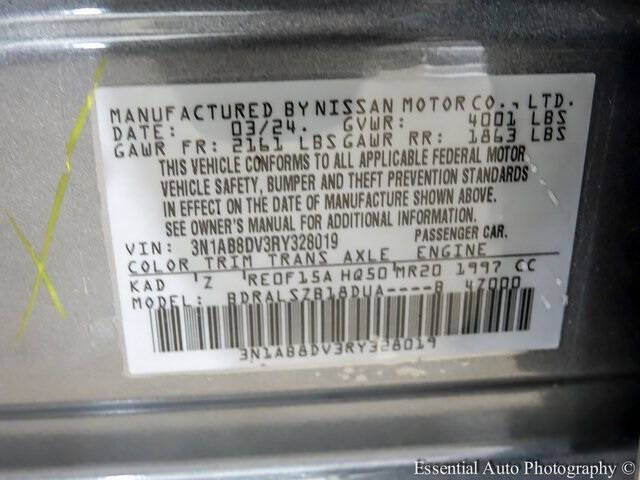 MANUFACTURED BY NISSAN MOTOR CO., LTD.
DATE: 03/24. GVWR: 4001 LBS
GAWR FR: 2161 LBS GAWR RR: 1863 LBS
THIS VEHICLE CONFORMS TO ALL APPLICABLE FEDERAL MOTOR
VEHICLE SAFETY, BUMPER AND THEFT PREVENTION STANDARDS
IN EFFECT ON THE DATE OF MANUFACTURE SHOWN ABOVE.
SEE OWNER'S MANUAL FOR ADDITIONAL INFORMATION.
VIN: 3N1AB8DV3RY328019 PASSENGER CAR.
COLOR TRIM TRANS AXLE ENGINE
KAD Z RE0F15A HQ50 MR20 1997 CC
MODEL: BDRALSZB18DUA----B 4Z000
3N1AB8DV3RY328019
Essential Auto Photography ©